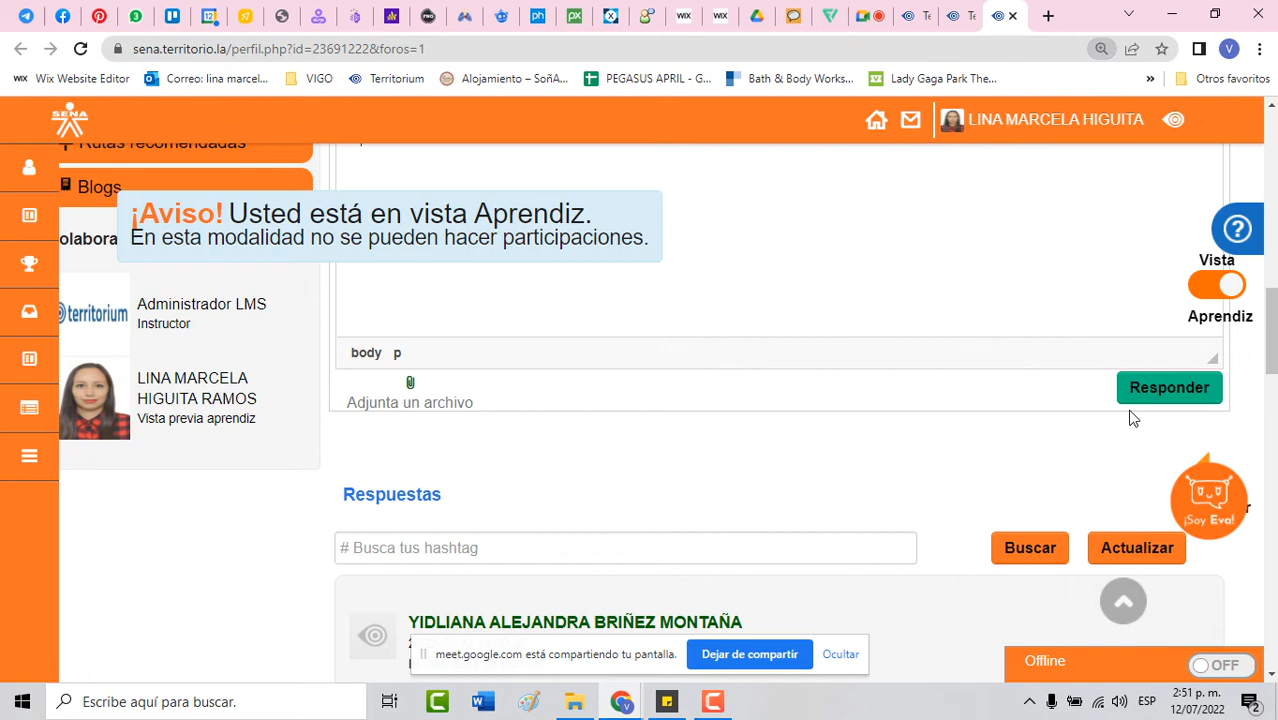 sena.territorio.la/perfil.php?id=23691222&foros=1
Wix Website Editor
Correo: lina marcel...
VIGO
Territorium
Alojamiento – SoñA...
PEGASUS APRIL - G...
Bath & Body Works...
Lady Gaga Park The...
»
Otros favoritos
SENA
LINA MARCELA HIGUITA
Rutas recomendadas
Blogs
¡Aviso! Usted está en vista Aprendiz.
En esta modalidad no se pueden hacer participaciones.
Vista
Aprendiz
territorium
Administrador LMS
Instructor
LINA MARCELA
HIGUITA RAMOS
Vista previa aprendiz
body p
Adjunta un archivo
Responder
¡Soy Eva!
Respuestas
# Busca tus hashtag
Buscar
Actualizar
YIDLIANA ALEJANDRA BRIÑEZ MONTAÑA
meet.google.com está compartiendo tu pantalla.
Dejar de compartir
Ocultar
Offline
OFF
Escribe aquí para buscar.
ESP
2:51 p. m.
12/07/2022
2